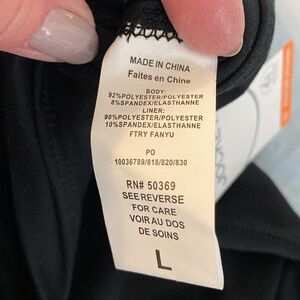 MADE IN CHINA
Faites en Chine
BODY:
92%POLYESTER/POLYESTER
8%SPANDEX/ELASTHANNE
LINER:
90%POLYESTER/POLYESTER
10%SPANDEX/ELASTHANNE
FTRY FANYU
PO
10036789/818/820/830
RN# 50369
SEE REVERSE
FOR CARE
VOIR AU DOS
DE SOINS
L